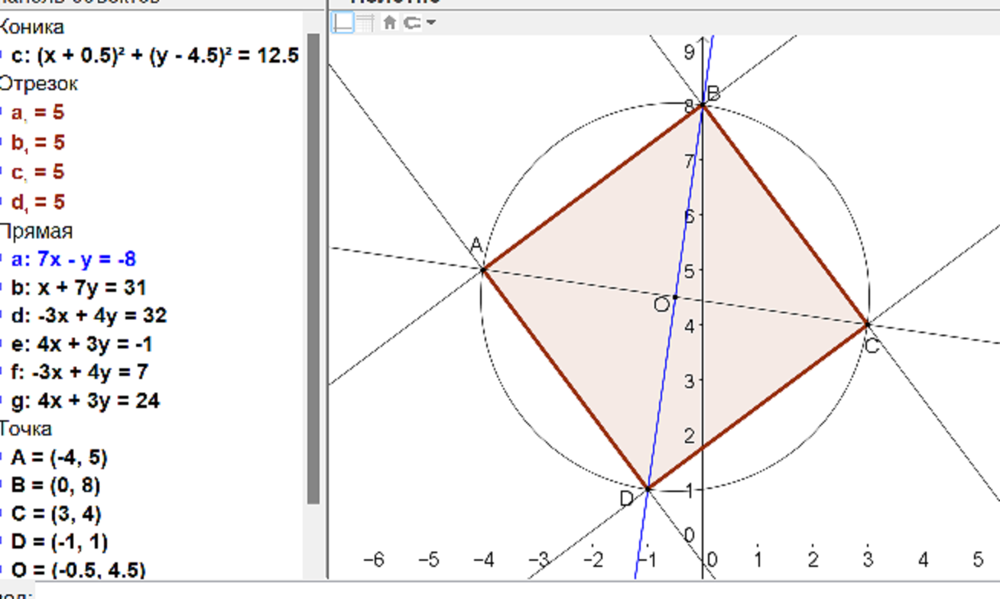 Коника
c: (x + 0.5)² + (y - 4.5)² = 12.5
Отрезок
a₁ = 5
b₁ = 5
c₁ = 5
d₁ = 5
Прямая
a: 7x - y = -8
b: x + 7y = 31
d: -3x + 4y = 32
e: 4x + 3y = -1
f: -3x + 4y = 7
g: 4x + 3y = 24
Точка
A = (-4, 5)
B = (0, 8)
C = (3, 4)
D = (-1, 1)
O = (-0.5, 4.5)
9
B
8
7
6
A
5
O
4
C
3
2
D
1
0
−6 −5 −4 −3 −2 −1 0 1 2 3 4 5